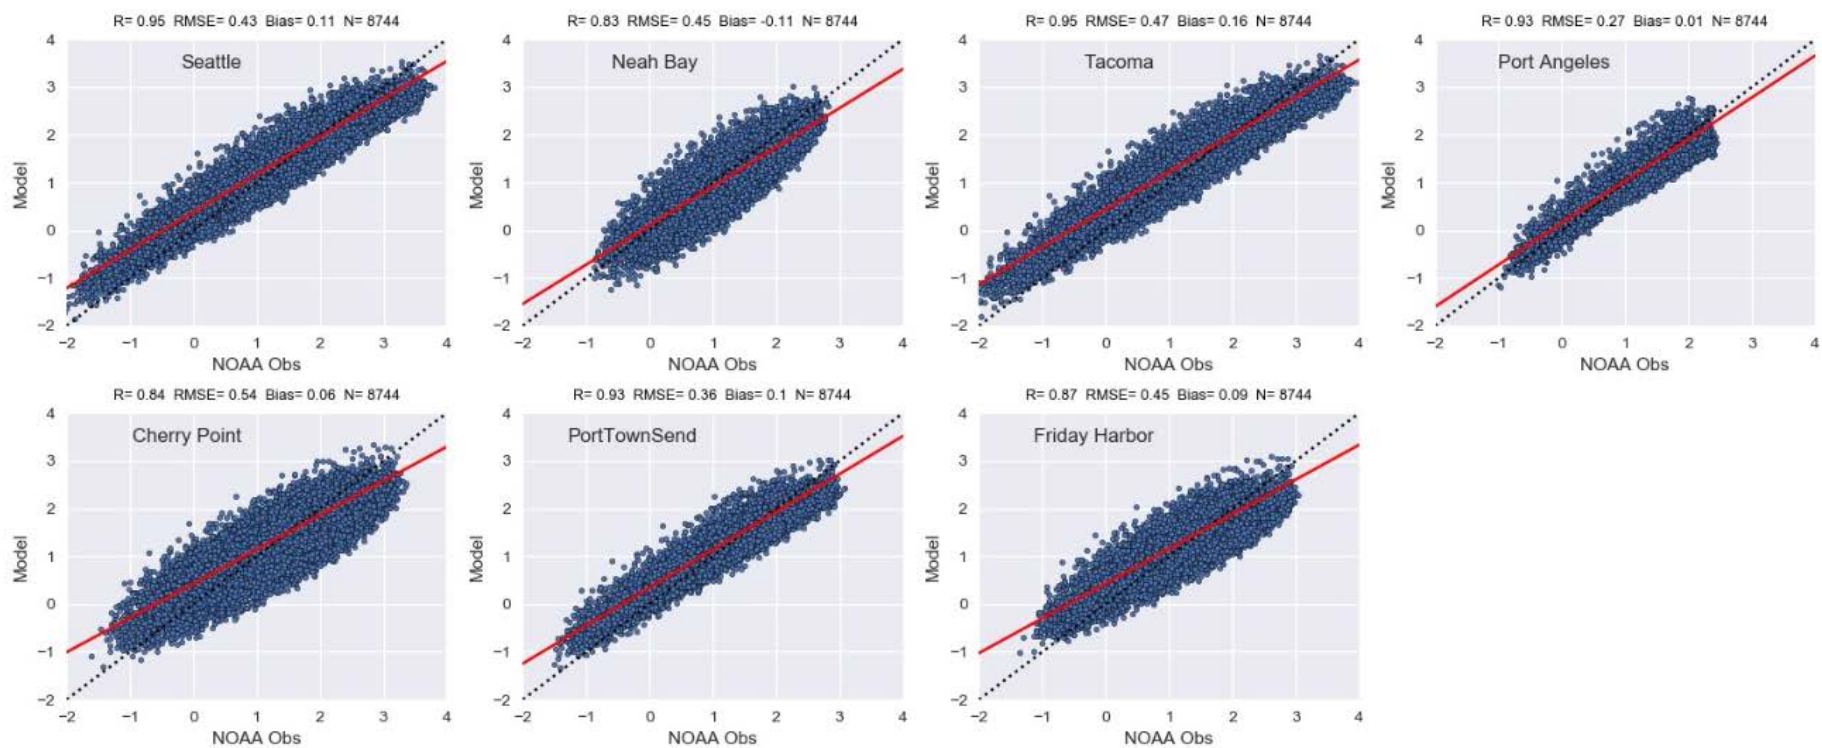 R= 0.95 RMSE= 0.43 Bias= 0.11 N= 8744
Seattle
4
3
2
1
0
−1
−2
Model
−2 −1 0 1 2 3 4
NOAA Obs
R= 0.83 RMSE= 0.45 Bias= -0.11 N= 8744
Neah Bay
4
3
2
1
0
−1
−2
Model
−2 −1 0 1 2 3 4
NOAA Obs
R= 0.95 RMSE= 0.47 Bias= 0.16 N= 8744
Tacoma
4
3
2
1
0
−1
−2
Model
−2 −1 0 1 2 3 4
NOAA Obs
R= 0.93 RMSE= 0.27 Bias= 0.01 N= 8744
Port Angeles
4
3
2
1
0
−1
−2
Model
−2 −1 0 1 2 3 4
NOAA Obs
R= 0.84 RMSE= 0.54 Bias= 0.06 N= 8744
Cherry Point
4
3
2
1
0
−1
−2
Model
−2 −1 0 1 2 3 4
NOAA Obs
R= 0.93 RMSE= 0.36 Bias= 0.1 N= 8744
PortTownSend
4
3
2
1
0
−1
−2
Model
−2 −1 0 1 2 3 4
NOAA Obs
R= 0.87 RMSE= 0.45 Bias= 0.09 N= 8744
Friday Harbor
4
3
2
1
0
−1
−2
Model
−2 −1 0 1 2 3 4
NOAA Obs